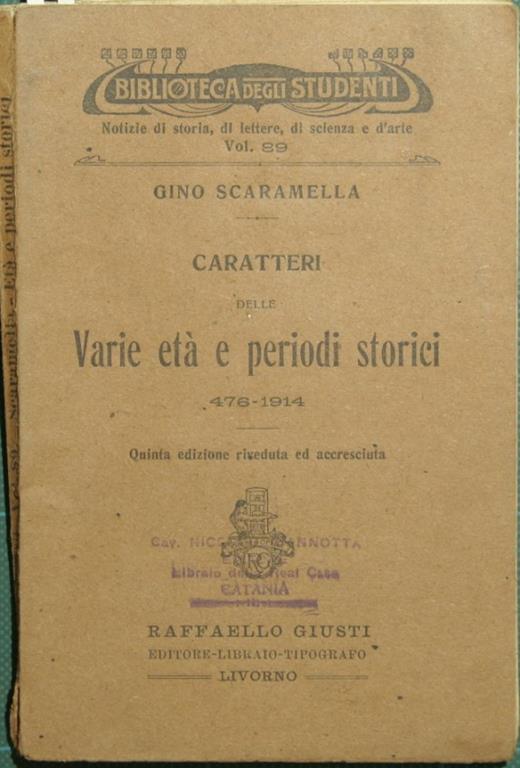 BIBLIOTECA DEGLI STUDENTI
Notizie di storia, di lettere, di scienza e d'arte
Vol. 89
GINO SCARAMELLA
CARATTERI
DELLE
Varie età e periodi storici
476-1914
Quinta edizione riveduta ed accresciuta
Cav. NNOTTA
Libraio Real Casa
CATANIA
RAFFAELLO GIUSTI
EDITORE-LIBRAIO-TIPOGRAFO
LIVORNO
Scaramella - Età e periodi storici